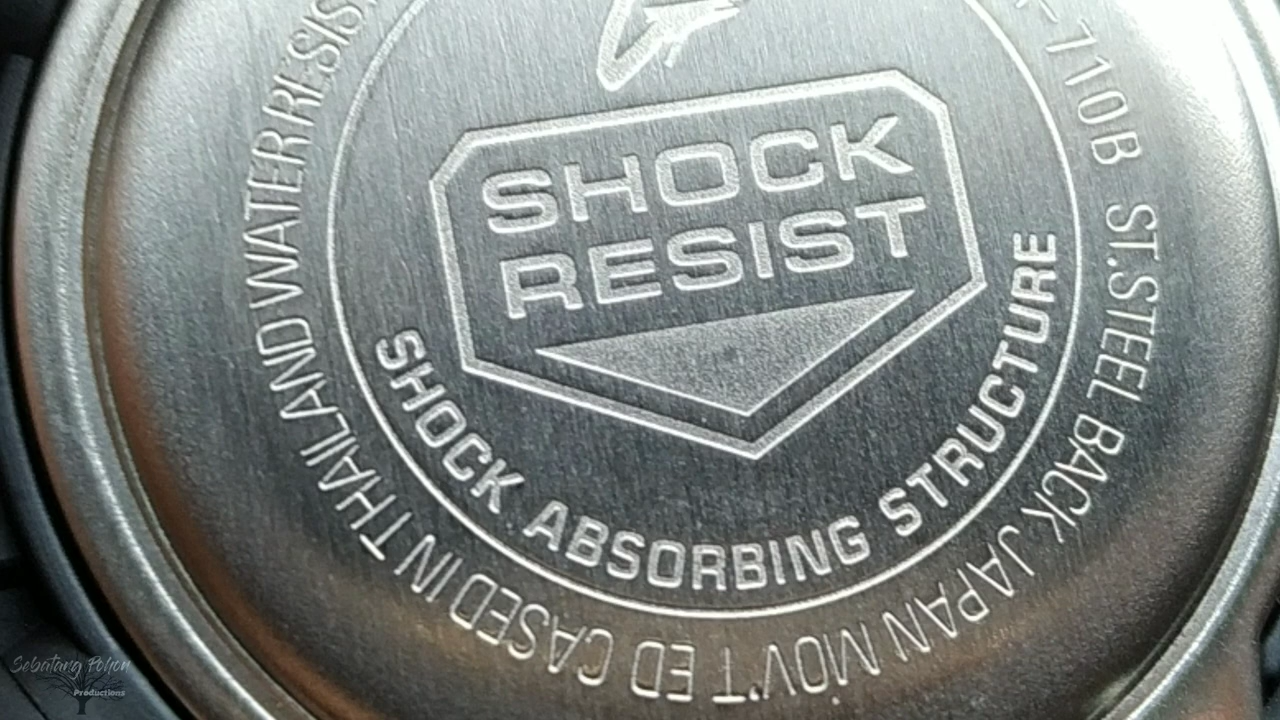 SHOCK
RESIST
SHOCK ABSORBING STRUCTURE
-110B ST.STEEL BACK JAPAN MOV'T ED CASED IN THAILAND WATER RESIS
Sebatang Pohon
Productions